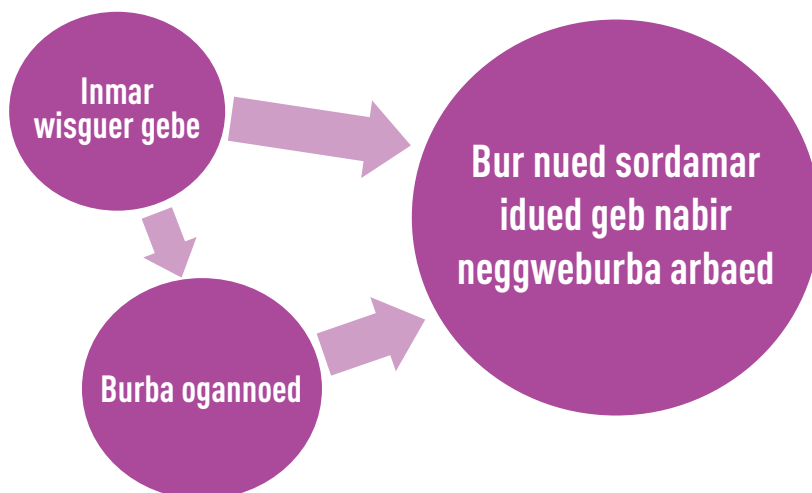 Inmar
wisguer gebe
Bur nued sordamar
idued geb nabir
neggweburba arbaed
Burba ogannoed